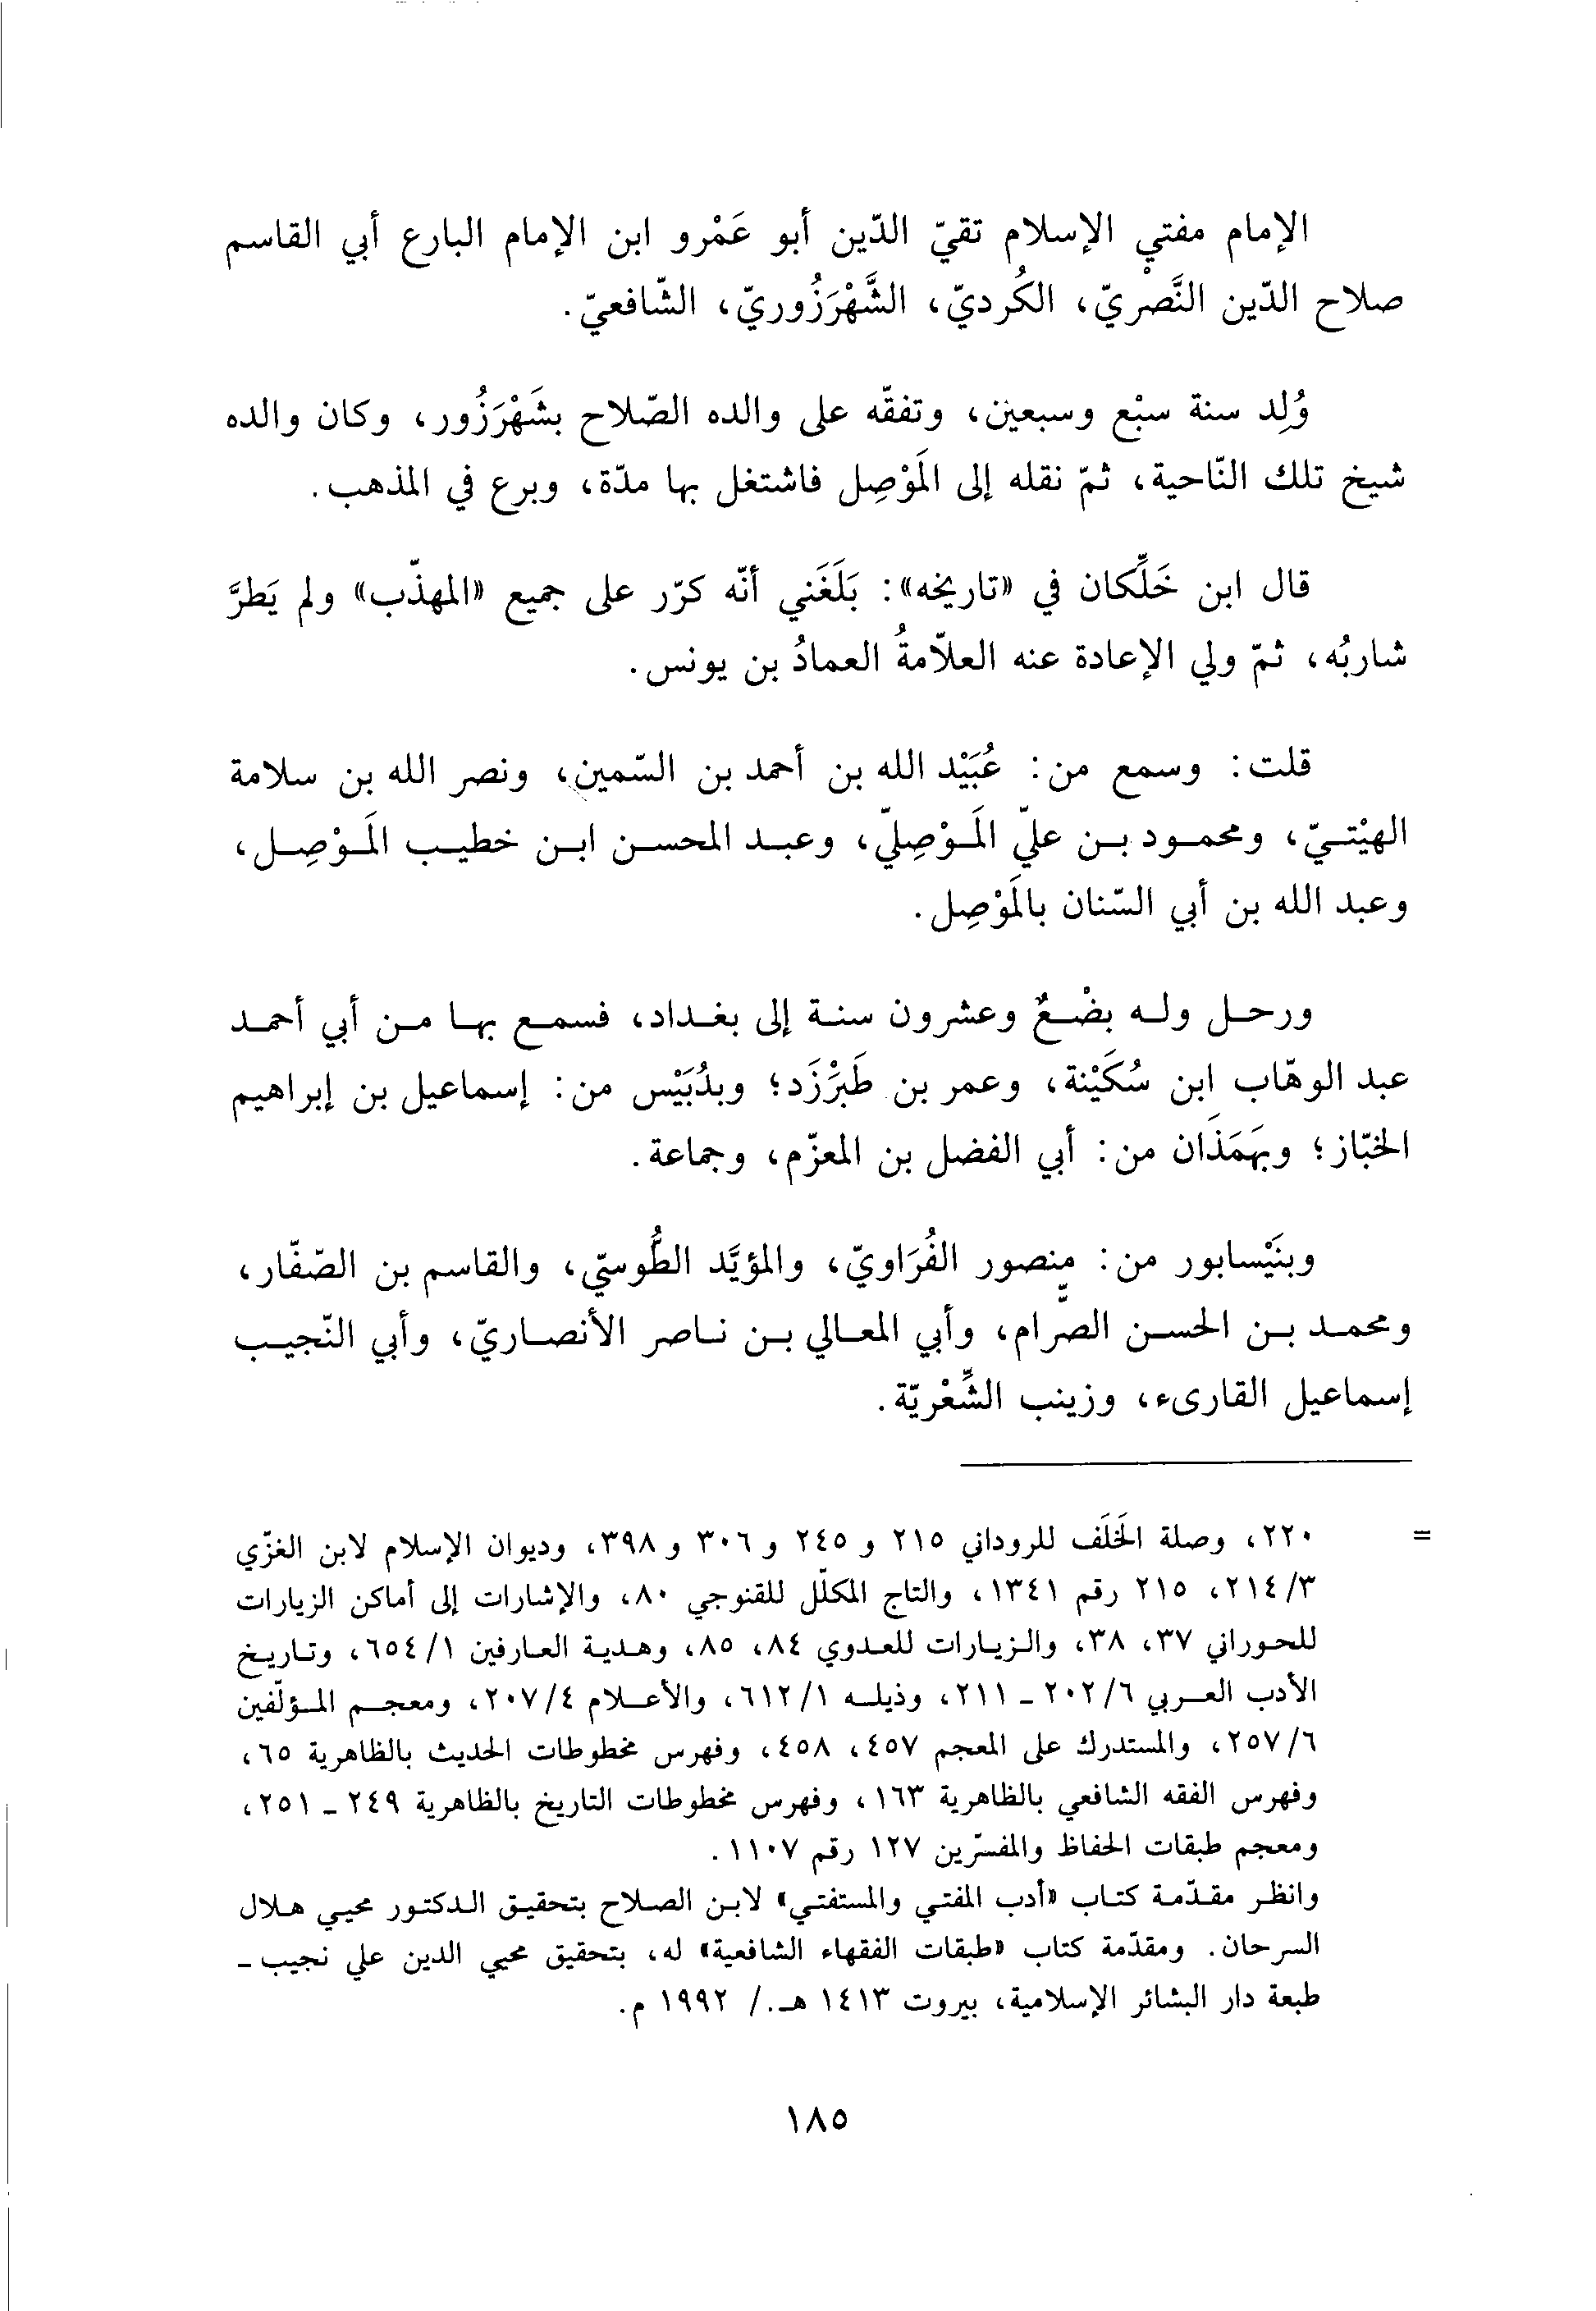 الإمام مفتي الإسلام تقيّ الدّين أبو عَمْرو ابن الإمام البارع أبي القاسم
صلاح الدّين النَّصْريّ، الكُرديّ، الشَّهْرَزُوريّ، الشّافعيّ.
وُلِد سنة سبْع وسبعين، وتفقّه على والده الصّلاح بشَهْرَزُور، وكان والده
شيخ تلك النّاحية، ثمّ نقله إلى المَوْصِل فاشتغل بها مدّة، وبرع في المذهب.
قال ابن خَلِّكان في «تاريخه»: بَلَغَني أنّه كرّر على جميع «المهذّب» ولم يَطرَّ
شاربُه، ثمّ ولي الإعادة عنه العلاّمةُ العمادُ بن يونس.
قلت: وسمع من: عُبَيْد الله بن أحمد بن السّمين، ونصر الله بن سلامة
الهيْتيّ، ومحمود بن عليّ المَوْصِليّ، وعبد المحسن ابن خطيب المَوْصِل،
وعبد الله بن أبي السّنان بالمَوْصِل.
ورحل وله بضْعٌ وعشرون سنة إلى بغداد، فسمع بها من أبي أحمد
عبد الوهّاب ابن سُكَيْنة، وعمر بن طَبَرْزَد؛ وبدُبَيْس من: إسماعيل بن إبراهيم
الخبّاز؛ وبهَمَذَان من: أبي الفضل بن المعزّم، وجماعة.
وبنَيْسابور من: منصور الفُرَاويّ، والمؤيَّد الطُّوسيّ، والقاسم بن الصّفّار،
ومحمد بن الحسن الصرّام، وأبي المعالي بن ناصر الأنصاريّ، وأبي النّجيب
إسماعيل القارىء، وزينب الشِّعْريّة.
= ٢٢٠، وصلة الخَلَف للروداني ٢١٥ و ٢٤٥ و ٣٠٦ و ٣٩٨، وديوان الإسلام لابن الغزّي
٣/٢١٤، ٢١٥ رقم ١٣٤١، والتاج المكلّل للقنوجي ٨٠، والإشارات إلى أماكن الزيارات
للحوراني ٣٧، ٣٨، والزيارات للعدوي ٨٤، ٨٥، وهدية العارفين ١/٦٥٤، وتاريخ
الأدب العربي ٦/٢٠٢ - ٢١١، وذيله ١/٦١٢، والأعلام ٤/٢٠٧، ومعجم المؤلّفين
٦/٢٥٧، والمستدرك على المعجم ٤٥٧، ٤٥٨، وفهرس مخطوطات الحديث بالظاهرية ٦٥،
وفهرس الفقه الشافعي بالظاهرية ١٦٣، وفهرس مخطوطات التاريخ بالظاهرية ٢٤٩ - ٢٥١،
ومعجم طبقات الحفاظ والمفسّرين ١٢٧ رقم ١١٠٧.
وانظر مقدّمة كتاب «أدب المفتي والمستفتي» لابن الصلاح بتحقيق الدكتور محيي هلال
السرحان. ومقدّمة كتاب «طبقات الفقهاء الشافعية» له، بتحقيق محيي الدين علي نجيب -
طبعة دار البشائر الإسلامية، بيروت ١٤١٣ هـ./ ١٩٩٢ م.
١٨٥